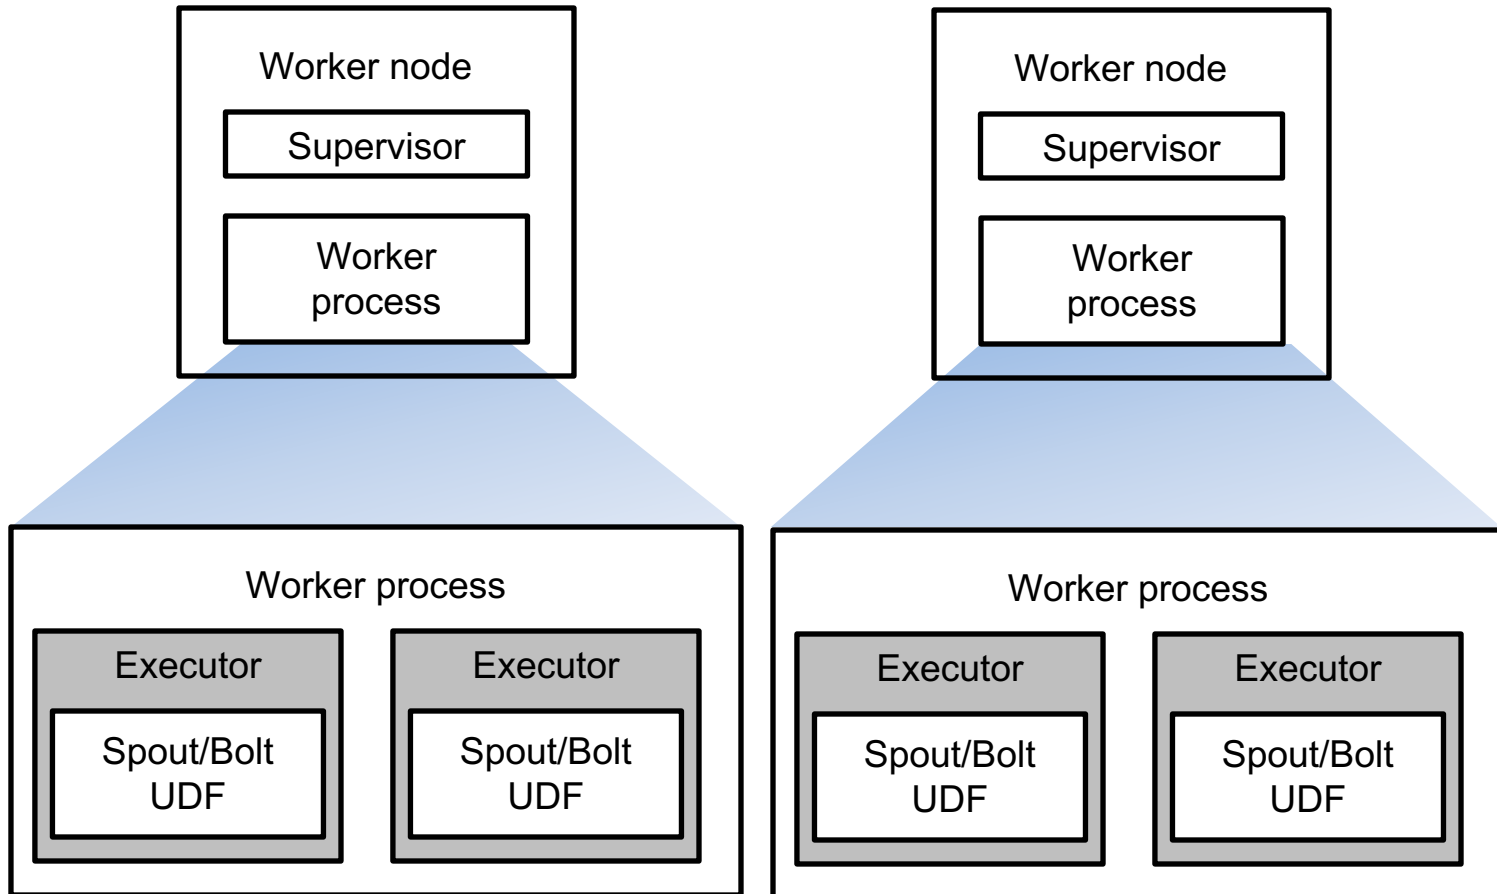 Worker node
Supervisor
Worker
process
Worker node
Supervisor
Worker
process
Worker process
Executor
Spout/Bolt
UDF
Executor
Spout/Bolt
UDF
Worker process
Executor
Spout/Bolt
UDF
Executor
Spout/Bolt
UDF